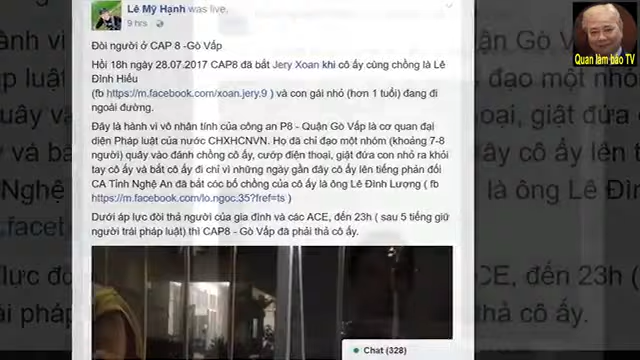 Lê Mỹ Hạnh was live,
9 hrs
Đòi người ở CAP 8 -Gò Vấp
Hồi 18h ngày 28.07.2017 CAP8 đã bắt Jery Xoan khi cô ấy cùng chồng là Lê
Đình Hiếu
(fb https://m.facebook.com/xoan.jery.9 ) và con gái nhỏ (hơn 1 tuổi) đang đi
ngoài đường.
Đây là hành vi vô nhân tính của công an P8 - Quận Gò Vấp là cơ quan đại
diện Pháp luật của nước CHXHCNVN. Họ đã chỉ đạo một nhóm (khoảng 7-8
người) quây vào đánh chồng cô ấy, cướp điện thoại, giật đứa con nhỏ ra khỏi
tay cô ấy và bắt cô ấy đi chỉ vì những ngày gần đây cô ấy lên tiếng phản đối
CA Tỉnh Nghệ An đã bắt cóc bố chồng của cô ấy là ông Lê Đình Lượng ( fb
https://m.facebook.com/lo.ngoc.35?fref=ts )
Dưới áp lực đòi thả người của gia đình và các ACE, đến 23h ( sau 5 tiếng giữ
người trái pháp luật) thì CAP8 - Gò Vấp đã phải thả cô ấy.
Chat (328)
Quan làm báo TV